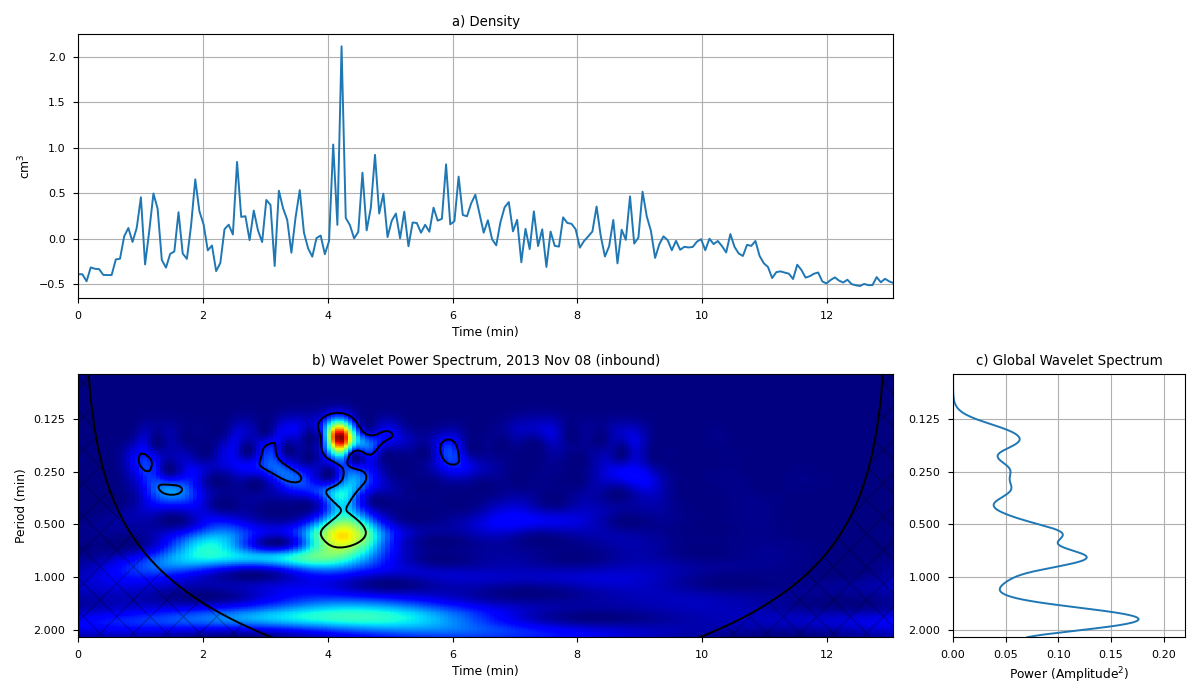 a) Density
cm³
2.0
1.5
1.0
0.5
0.0
−0.5
0 2 4 6 8 10 12
Time (min)
b) Wavelet Power Spectrum, 2013 Nov 08 (inbound)
Period (min)
0.125
0.250
0.500
1.000
2.000
0 2 4 6 8 10 12
Time (min)
c) Global Wavelet Spectrum
0.125
0.250
0.500
1.000
2.000
0.00 0.05 0.10 0.15 0.20
Power (Amplitude²)